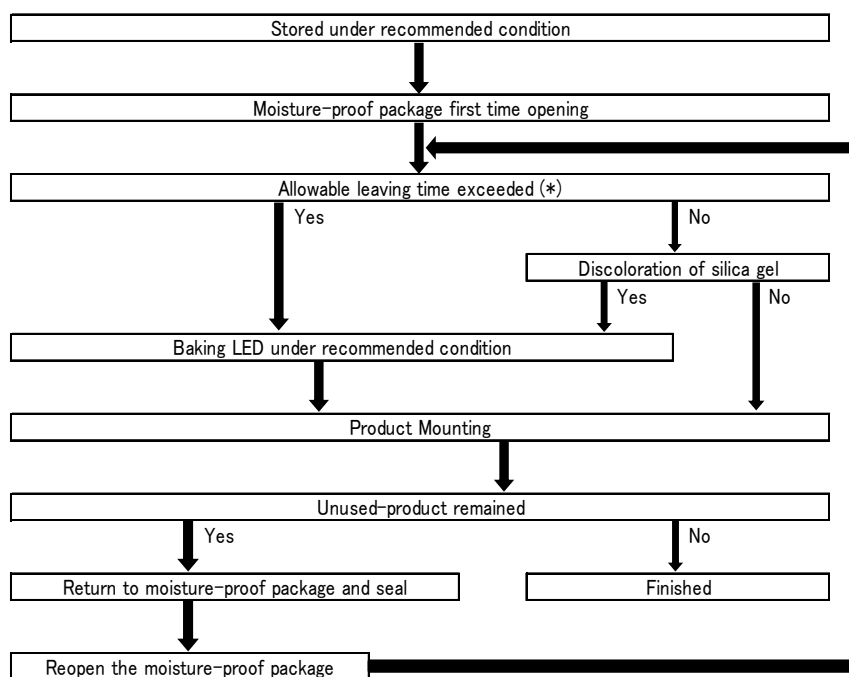 Stored under recommended condition
Moisture-proof package first time opening
Allowable leaving time exceeded (*)
Yes
No
Discoloration of silica gel
Yes
No
Baking LED under recommended condition
Product Mounting
Unused-product remained
Yes
No
Return to moisture-proof package and seal
Finished
Reopen the moisture-proof package